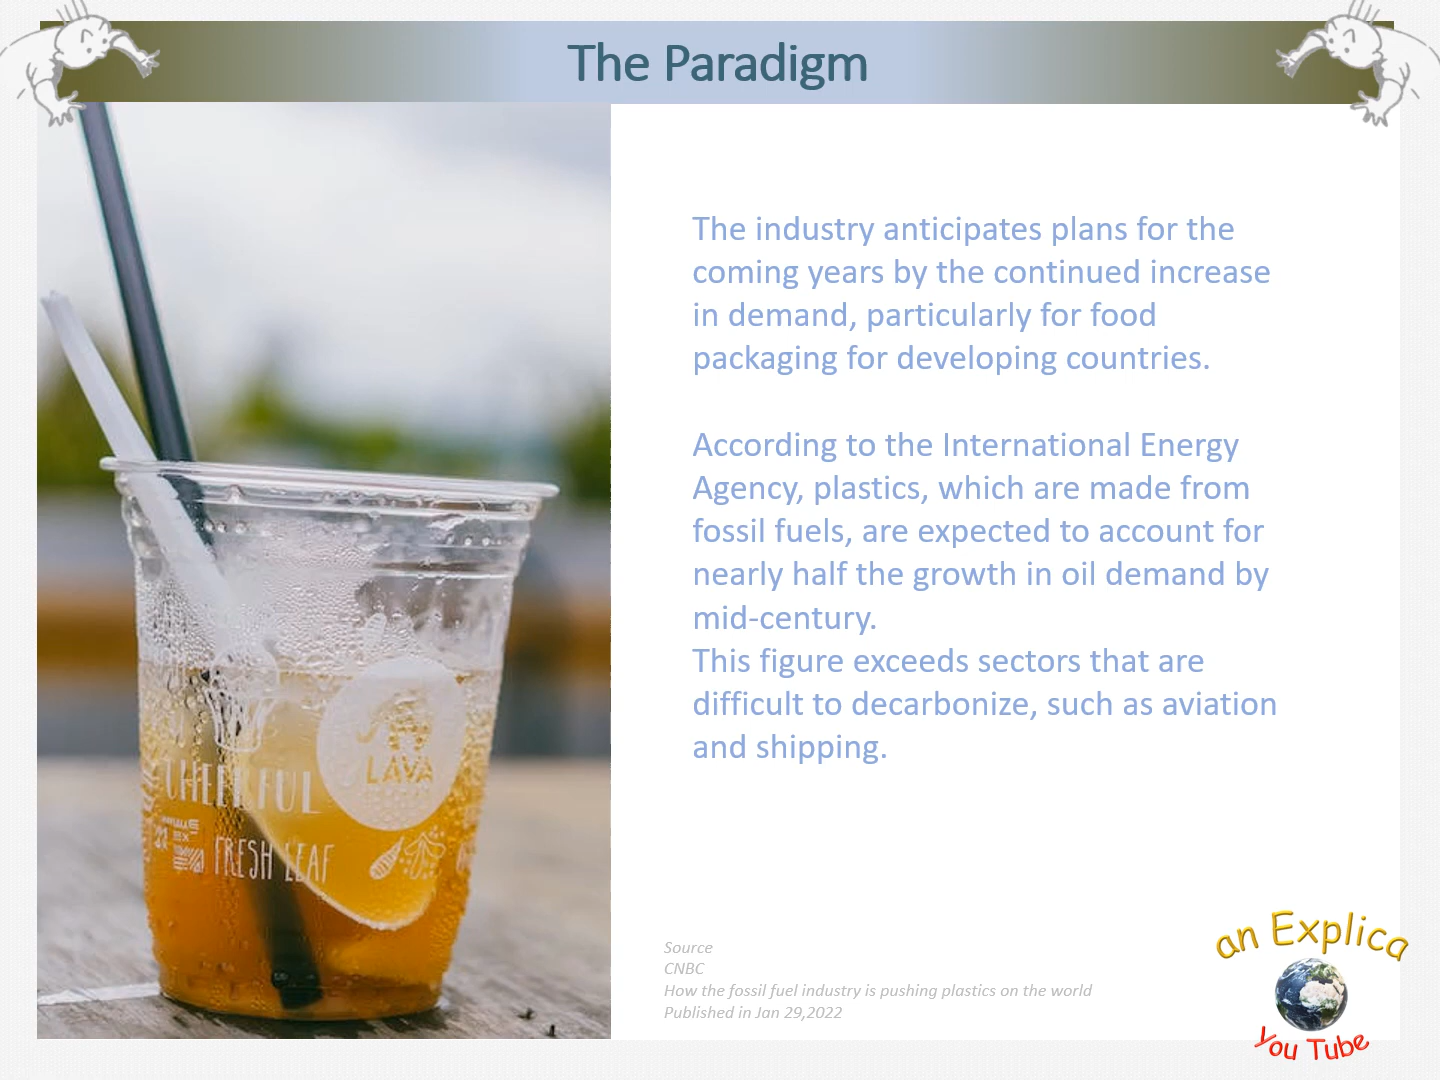 The Paradigm
The industry anticipates plans for the
coming years by the continued increase
in demand, particularly for food
packaging for developing countries.
According to the International Energy
Agency, plastics, which are made from
fossil fuels, are expected to account for
nearly half the growth in oil demand by
mid-century.
This figure exceeds sectors that are
difficult to decarbonize, such as aviation
and shipping.
LAVA
CHEERFUL
FRESH LEAF
Source
CNBC
How the fossil fuel industry is pushing plastics on the world
Published in Jan 29,2022
an Explica
You Tube